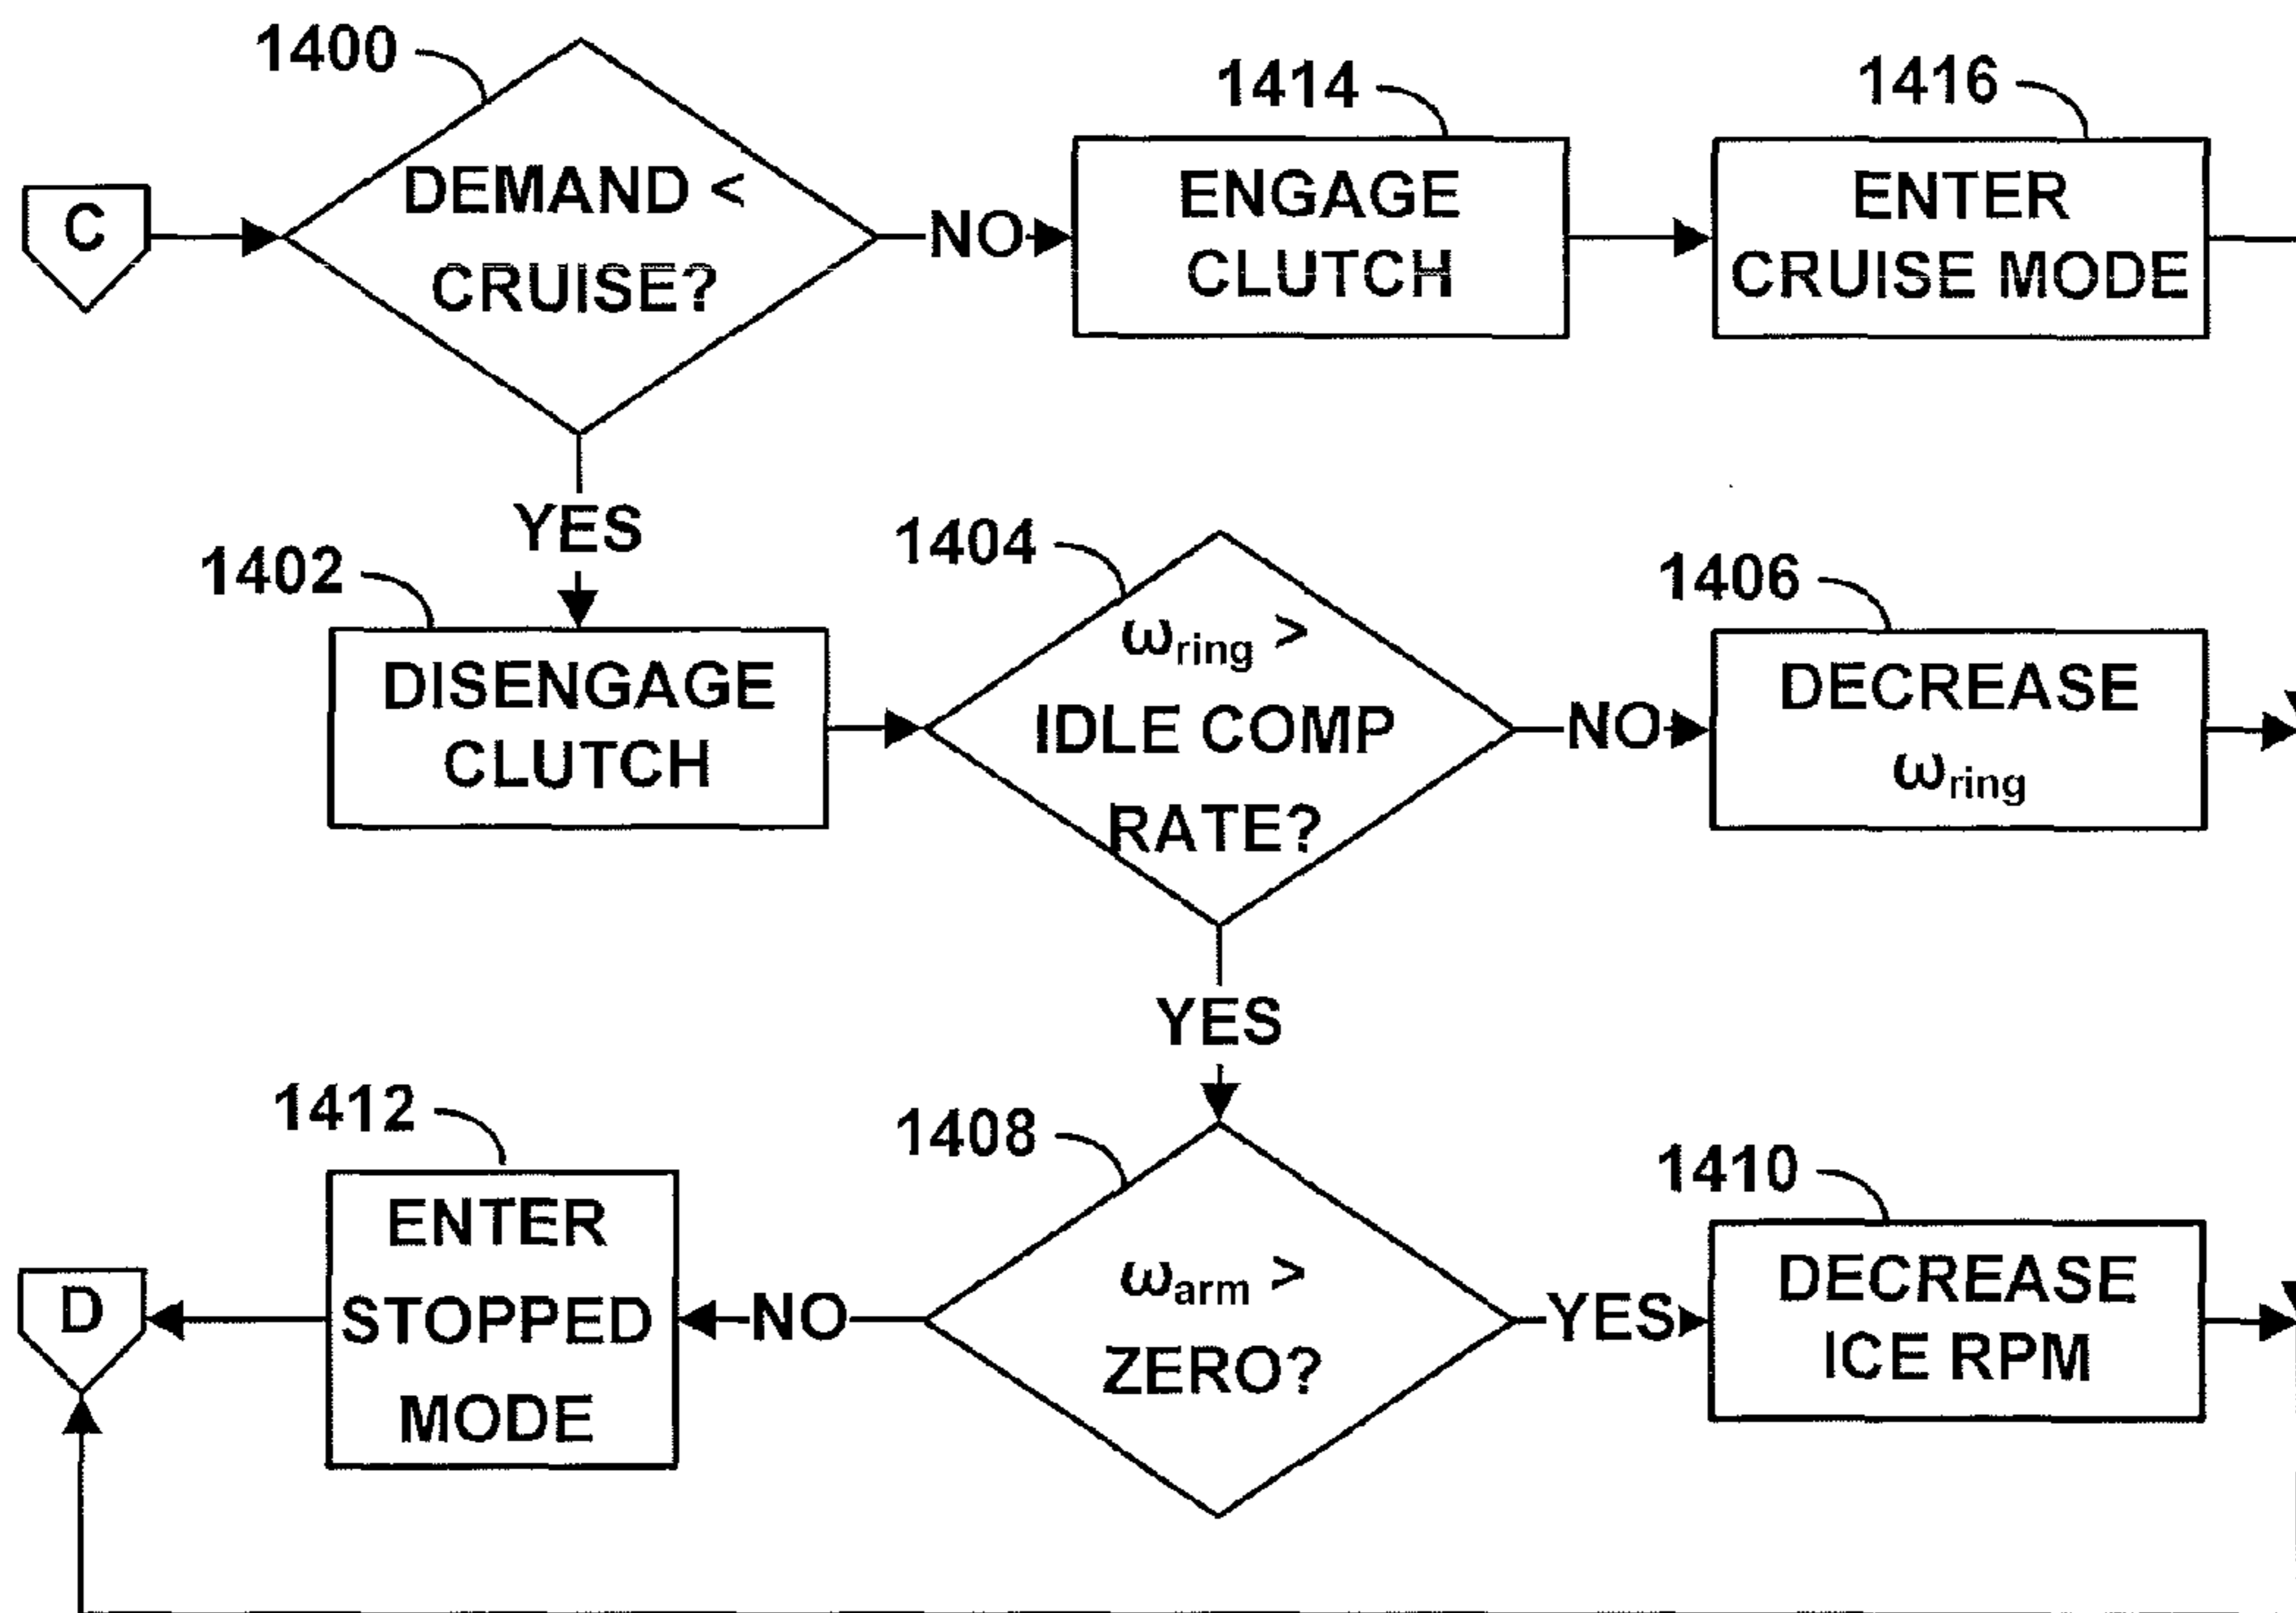 1400
DEMAND <
CRUISE?
C
NO
1414
ENGAGE
CLUTCH
1416
ENTER
CRUISE MODE
YES
1402
DISENGAGE
CLUTCH
1404
ωring >
IDLE COMP
RATE?
NO
1406
DECREASE
ωring
YES
1412
ENTER
STOPPED
MODE
D
NO
1408
ωarm >
ZERO?
YES
1410
DECREASE
ICE RPM